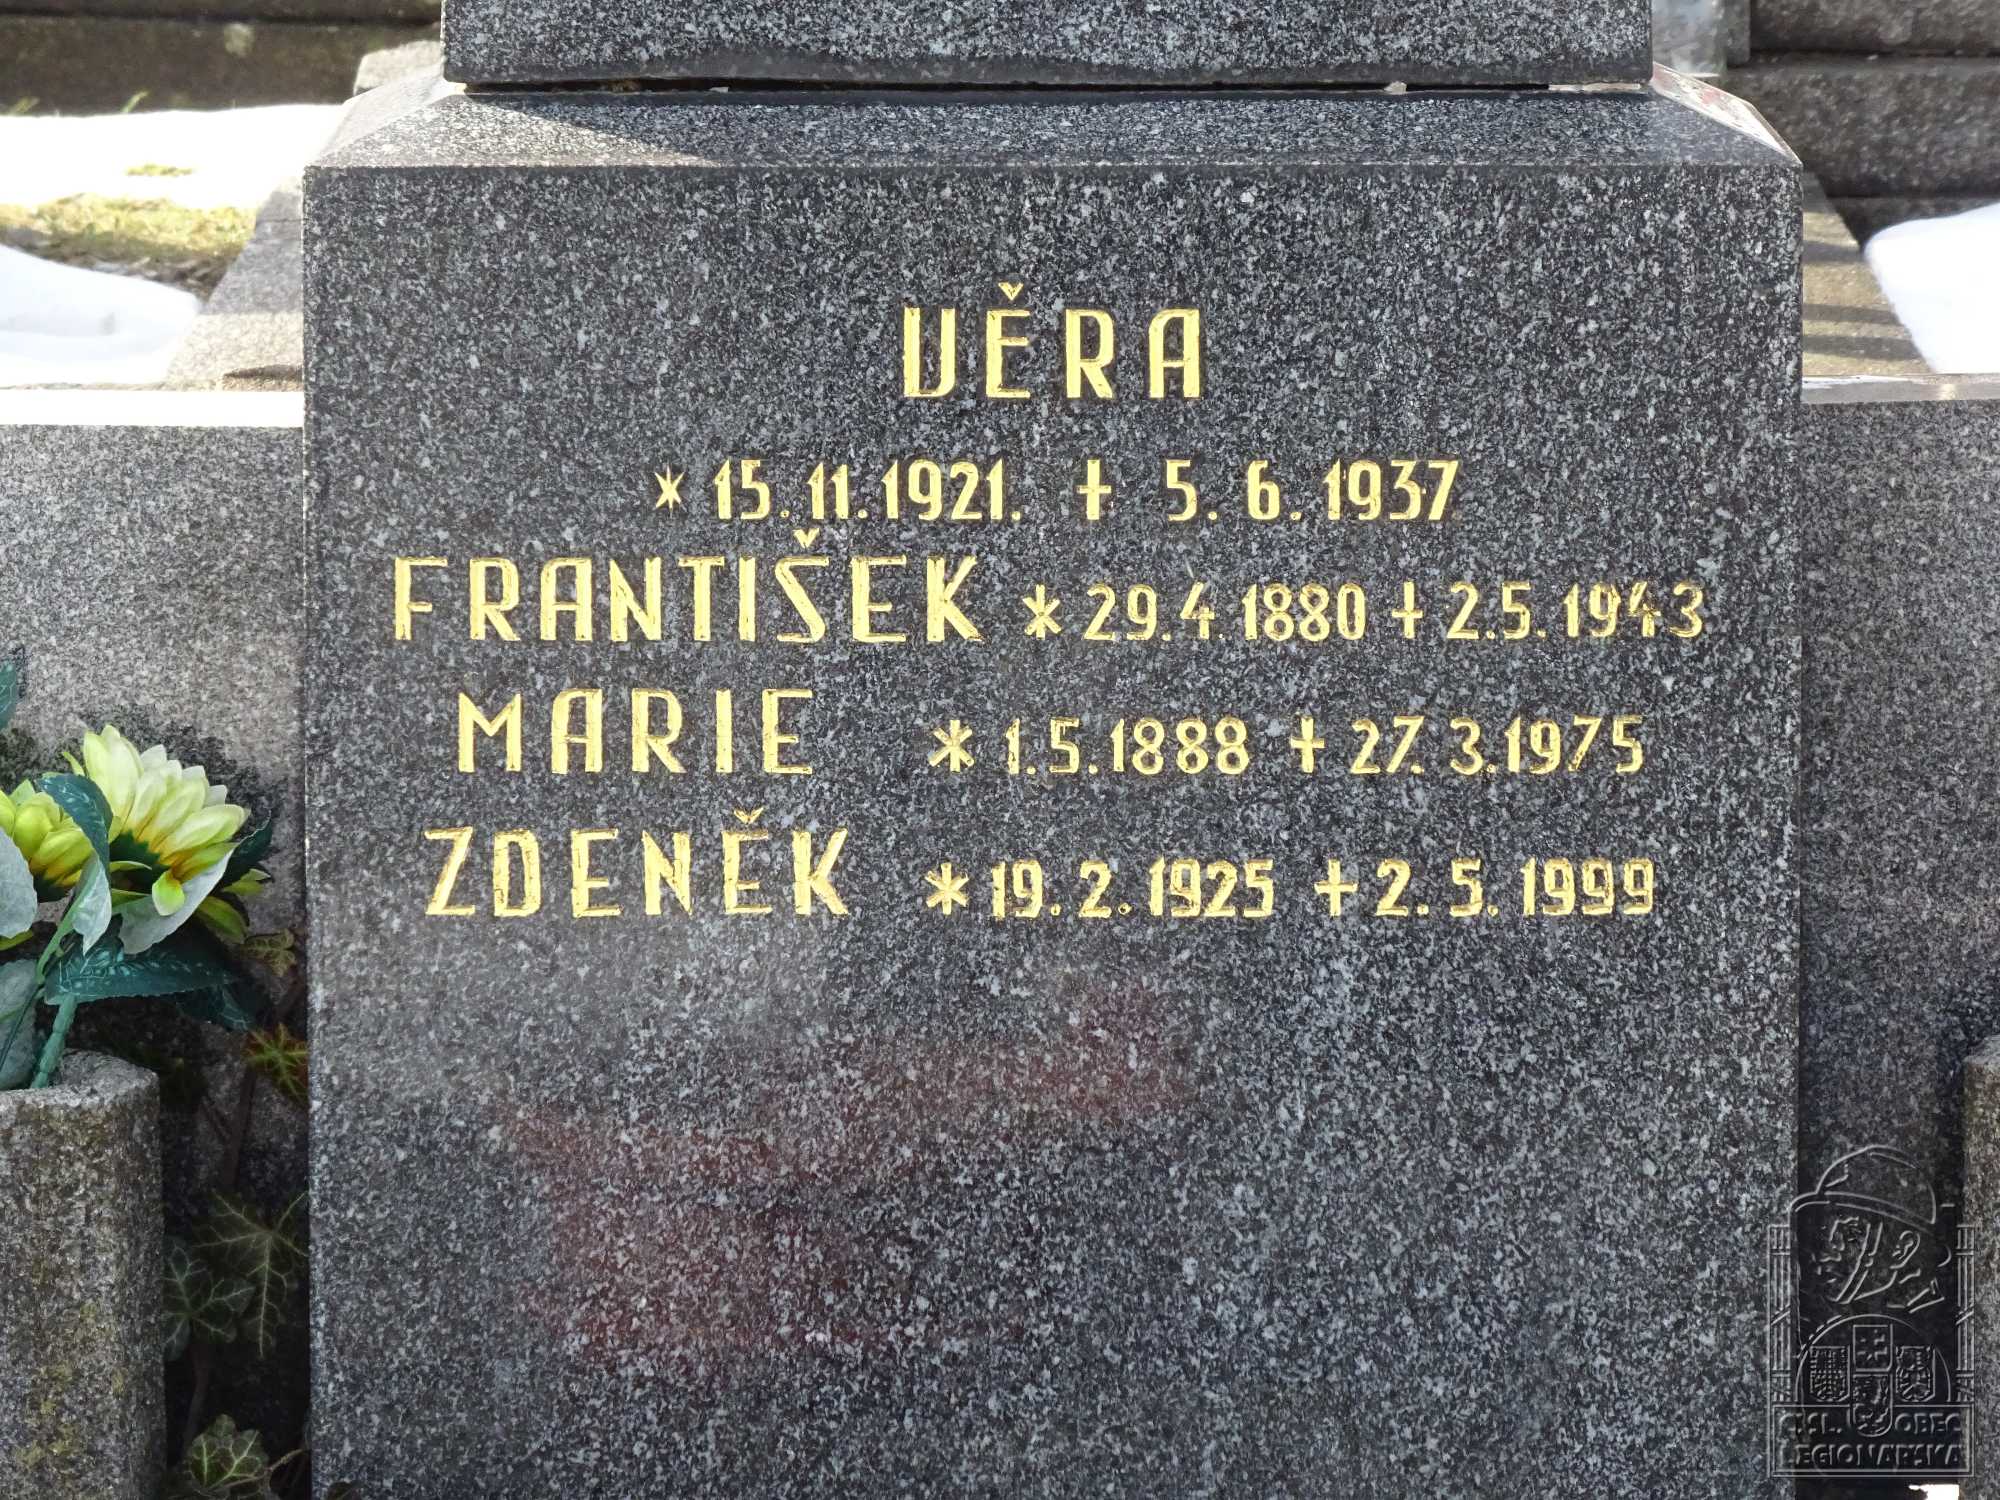 VĚRA
* 15.11.1921. + 5.6.1937
FRANTIŠEK * 29.4.1880 + 2.5.1943
MARIE * 1.5.1888 + 27.3.1975
ZDENĚK * 19.2.1925 + 2.5.1999
ČSL. OBEC
LEGIONÁŘSKÁ